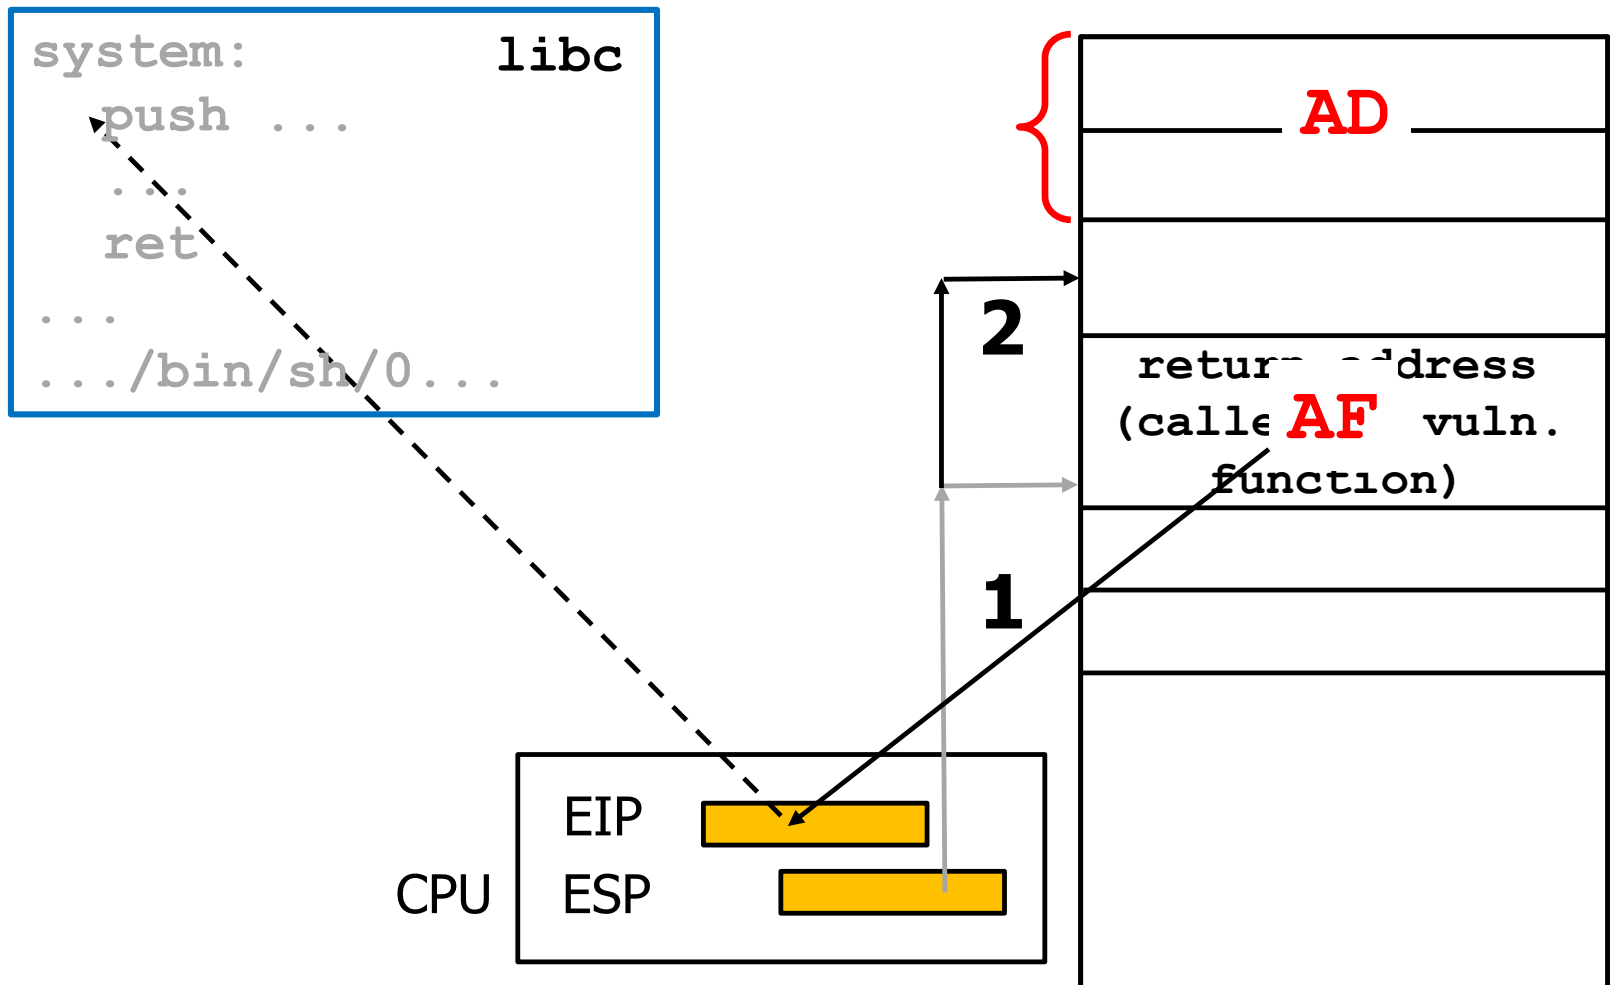 system:
libc
push ...
...
ret
...
.../bin/sh/0...
AD
2
AF
vuln.
function)
1
EIP
CPU
ESP